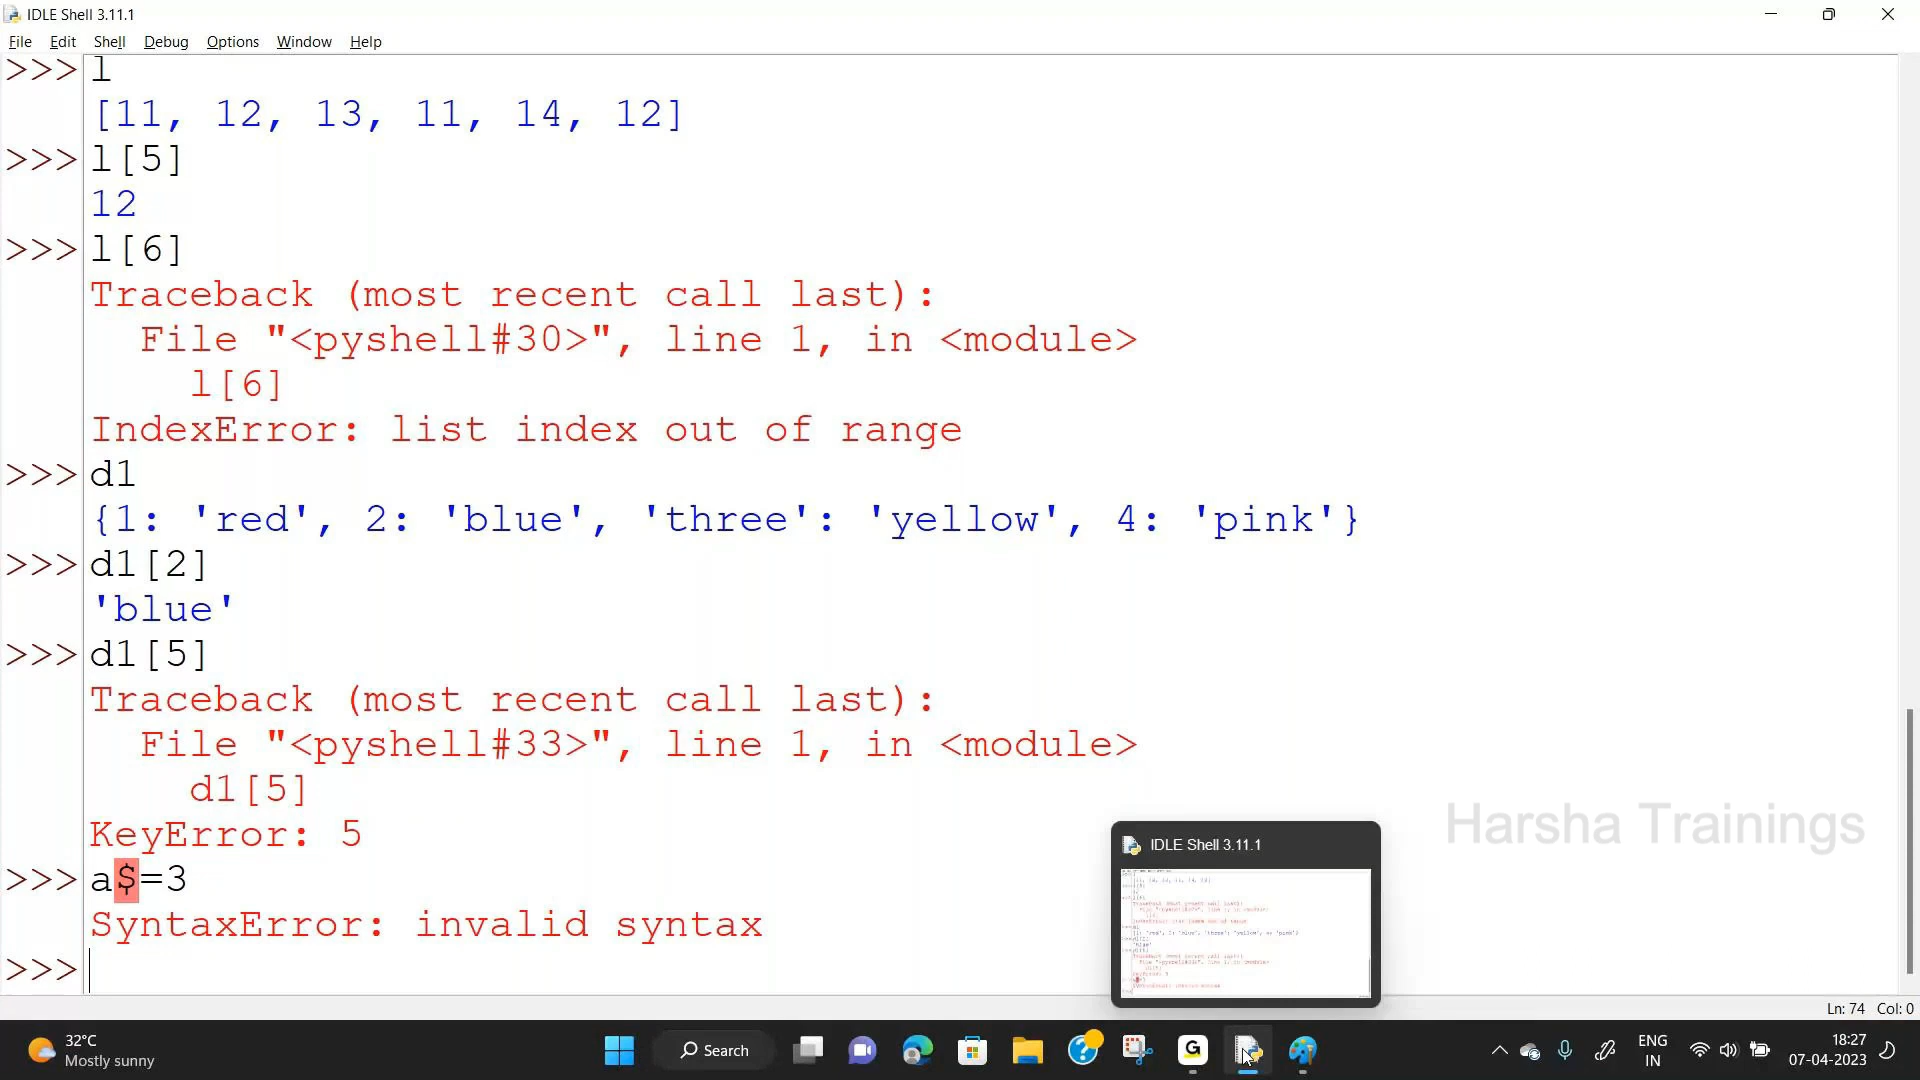 IDLE Shell 3.11.1
File Edit Shell Debug Options Window Help
>>> l
[11, 12, 13, 11, 14, 12]
>>> l[5]
12
>>> l[6]
Traceback (most recent call last):
  File "<pyshell#30>", line 1, in <module>
    l[6]
IndexError: list index out of range
>>> d1
{1: 'red', 2: 'blue', 'three': 'yellow', 4: 'pink'}
>>> d1[2]
'blue'
>>> d1[5]
Traceback (most recent call last):
  File "<pyshell#33>", line 1, in <module>
    d1[5]
KeyError: 5
>>> a$=3
SyntaxError: invalid syntax
>>>
Harsha Trainings
IDLE Shell 3.11.1
Ln: 74 Col: 0
32°C
Mostly sunny
Search
ENG
IN
18:27
07-04-2023